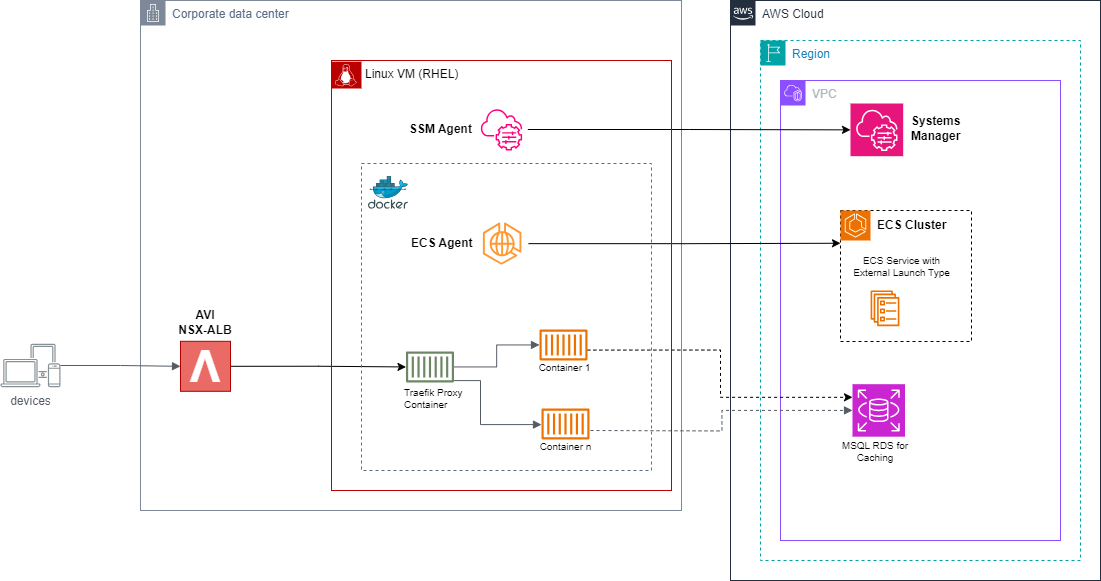 Corporate data center
aws
AWS Cloud
Region
Linux VM (RHEL)
VPC
SSM Agent
Systems
Manager
docker
ECS Agent
ECS Cluster
ECS Service with
External Launch Type
AVI
NSX-ALB
devices
Traefik Proxy
Container
Container 1
Container n
MSQL RDS for
Caching